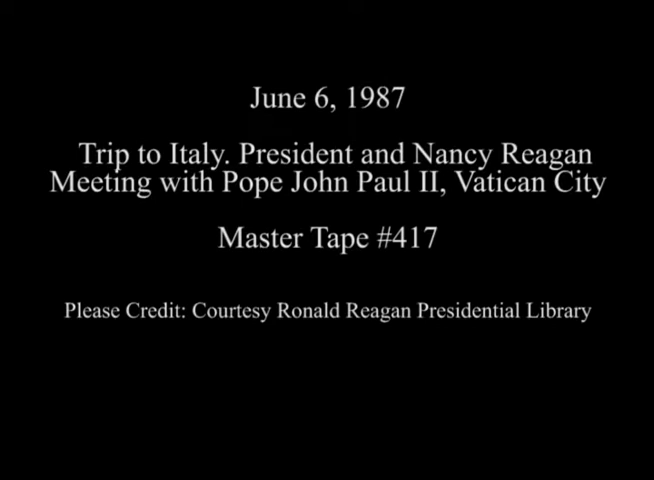 June 6, 1987
Trip to Italy. President and Nancy Reagan
Meeting with Pope John Paul II, Vatican City
Master Tape #417
Please Credit: Courtesy Ronald Reagan Presidential Library